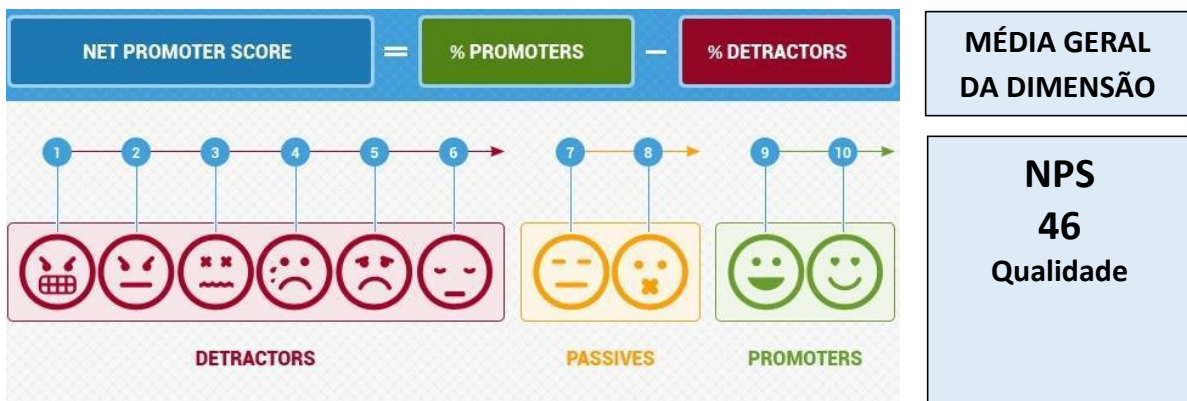 NET PROMOTER SCORE = % PROMOTERS − % DETRACTORS
1 2 3 4 5 6 7 8 9 10
DETRACTORS PASSIVES PROMOTERS
MÉDIA GERAL
DA DIMENSÃO
NPS
46
Qualidade